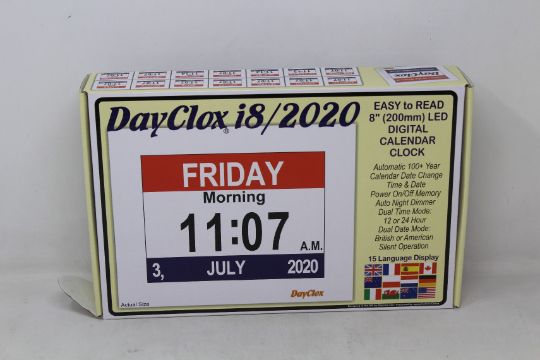 DayClox i8/2020
®
EASY to READ
8" (200mm) LED
DIGITAL
CALENDAR
CLOCK
Automatic 100+ Year
Calendar Date Change
Time & Date
Power On/Off Memory
Auto Night Dimmer
Dual Time Mode:
12 or 24 Hour
Dual Date Mode:
British or American
Silent Operation
15 Language Display
FRIDAY
Morning
11:07 A.M.
3, JULY 2020
DayClox
Actual Size